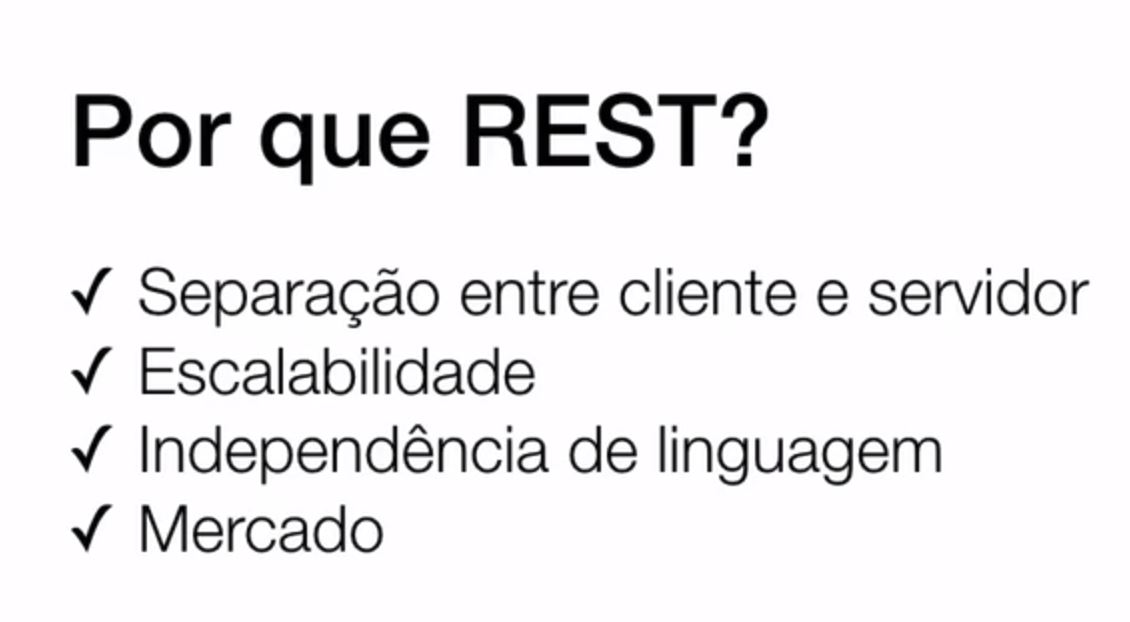 Por que REST?
✓ Separação entre cliente e servidor
✓ Escalabilidade
✓ Independência de linguagem
✓ Mercado